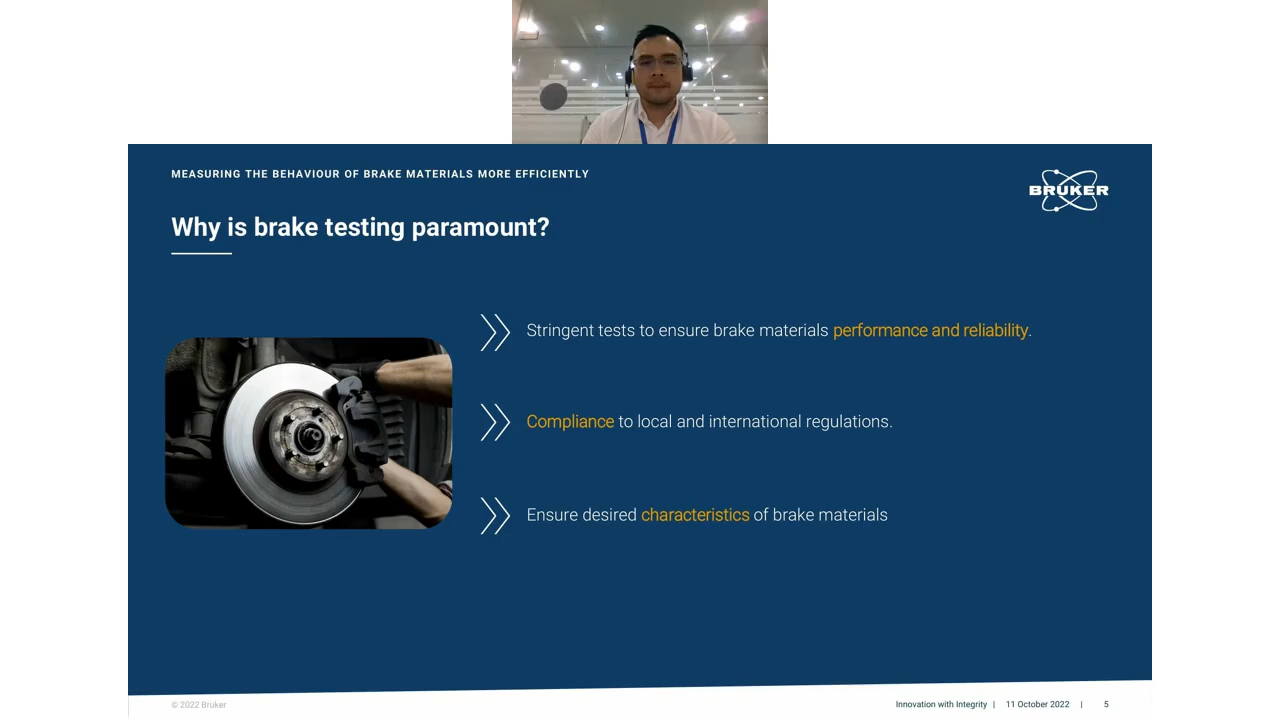 MEASURING THE BEHAVIOUR OF BRAKE MATERIALS MORE EFFICIENTLY
BRUKER
Why is brake testing paramount?
Stringent tests to ensure brake materials performance and reliability.
Compliance to local and international regulations.
Ensure desired characteristics of brake materials
© 2022 Bruker
Innovation with Integrity | 11 October 2022 | 5